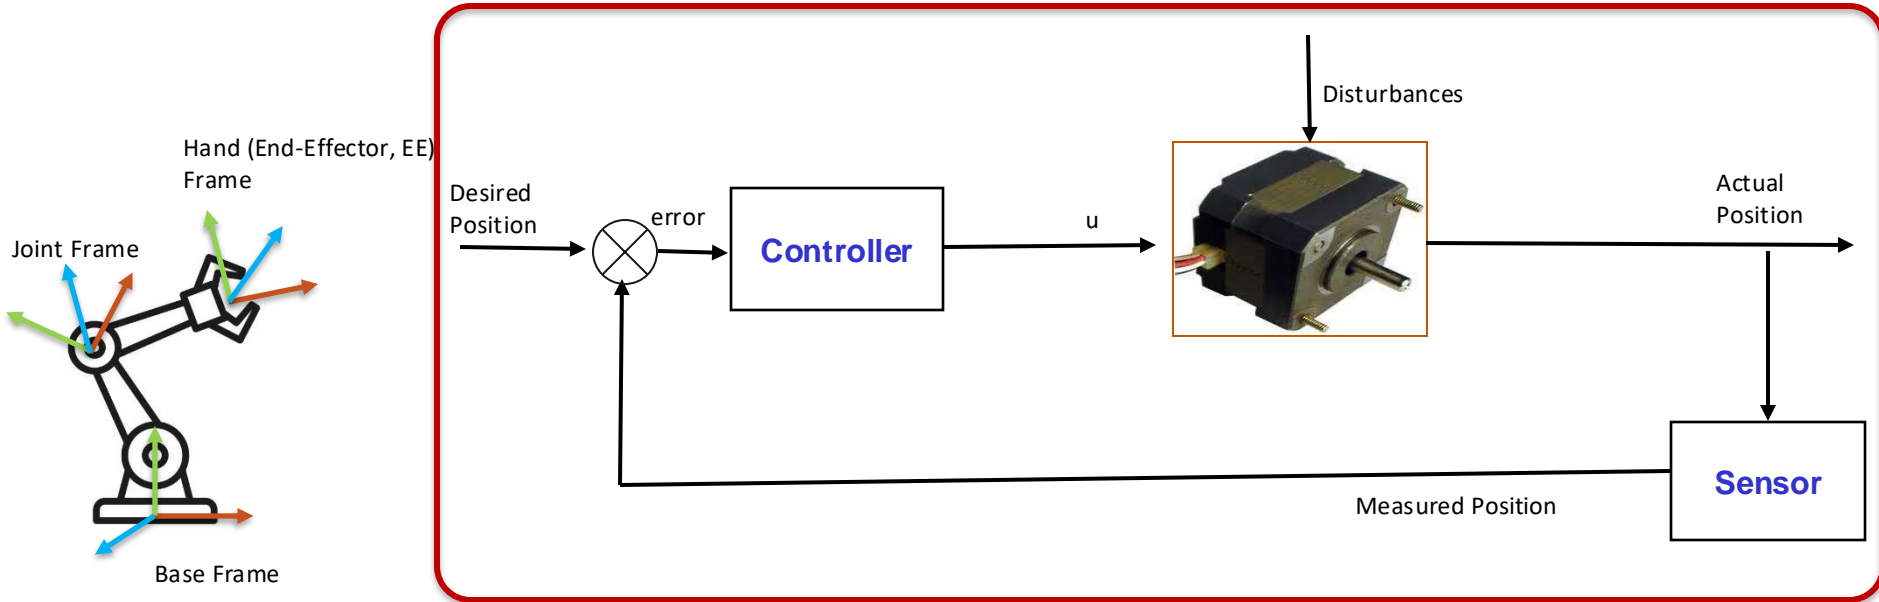 Hand (End-Effector, EE)
Frame
Joint Frame
Base Frame
Desired
Position
error
Controller
u
Disturbances
Actual
Position
Sensor
Measured Position